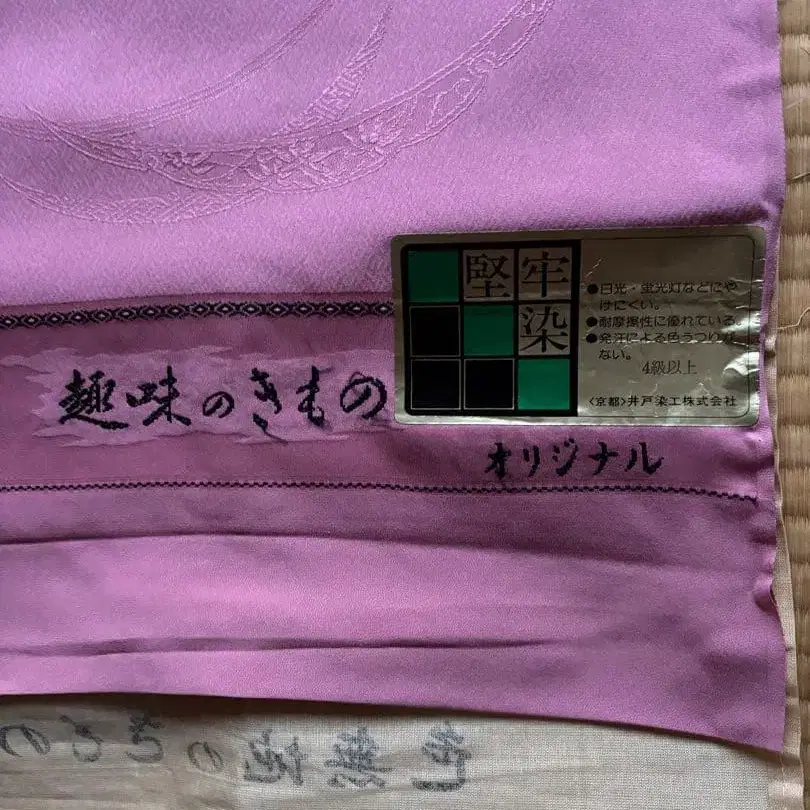 堅牢
染
●日光・蛍光灯などにや
けにくい。
●耐摩擦性に優れている。
●発汗による色うつりが
ない。
4級以上
〈京都〉井戸染工株式会社
趣味のきもの
オリジナル